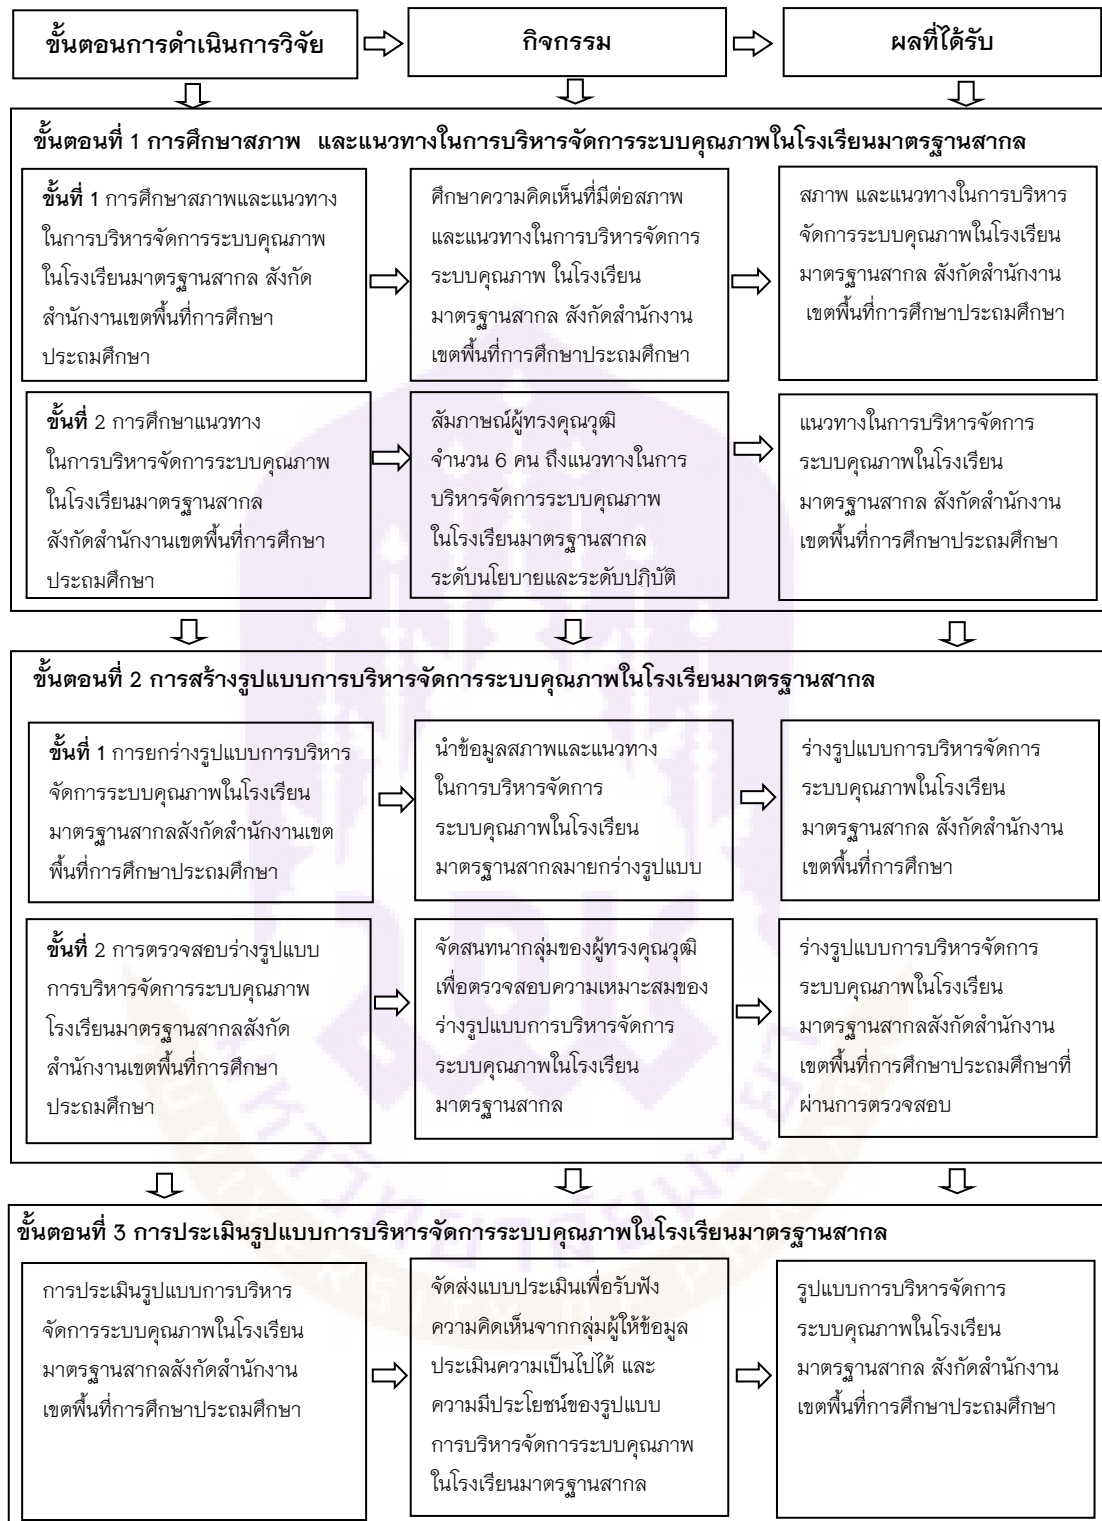 ขั้นตอนการดำเนินการวิจัย
กิจกรรม
ผลที่ได้รับ
ขั้นตอนที่ 1 การศึกษาสภาพ และแนวทางในการบริหารจัดการระบบคุณภาพในโรงเรียนมาตรฐานสากล
ขั้นที่ 1 การศึกษาสภาพและแนวทาง
ในการบริหารจัดการระบบคุณภาพ
ในโรงเรียนมาตรฐานสากล สังกัด
สำนักงานเขตพื้นที่การศึกษา
ประถมศึกษา
ศึกษาความคิดเห็นที่มีต่อสภาพ
และแนวทางในการบริหารจัดการ
ระบบคุณภาพ ในโรงเรียน
มาตรฐานสากล สังกัดสำนักงาน
เขตพื้นที่การศึกษาประถมศึกษา
สภาพ และแนวทางในการบริหาร
จัดการระบบคุณภาพในโรงเรียน
มาตรฐานสากล สังกัดสำนักงาน
เขตพื้นที่การศึกษาประถมศึกษา
ขั้นที่ 2 การศึกษาแนวทาง
ในการบริหารจัดการระบบคุณภาพ
ในโรงเรียนมาตรฐานสากล
สังกัดสำนักงานเขตพื้นที่การศึกษา
ประถมศึกษา
สัมภาษณ์ผู้ทรงคุณวุฒิ
จำนวน 6 คน ถึงแนวทางในการ
บริหารจัดการระบบคุณภาพ
ในโรงเรียนมาตรฐานสากล
ระดับนโยบายและระดับปฏิบัติ
แนวทางในการบริหารจัดการ
ระบบคุณภาพในโรงเรียน
มาตรฐานสากล สังกัดสำนักงาน
เขตพื้นที่การศึกษาประถมศึกษา
ขั้นตอนที่ 2 การสร้างรูปแบบการบริหารจัดการระบบคุณภาพในโรงเรียนมาตรฐานสากล
ขั้นที่ 1 การยกร่างรูปแบบการบริหาร
จัดการระบบคุณภาพในโรงเรียน
มาตรฐานสากลสังกัดสำนักงานเขต
พื้นที่การศึกษาประถมศึกษา
นำข้อมูลสภาพและแนวทาง
ในการบริหารจัดการ
ระบบคุณภาพในโรงเรียน
มาตรฐานสากลมายกร่างรูปแบบ
ร่างรูปแบบการบริหารจัดการ
ระบบคุณภาพในโรงเรียน
มาตรฐานสากล สังกัดสำนักงาน
เขตพื้นที่การศึกษา
ขั้นที่ 2 การตรวจสอบร่างรูปแบบ
การบริหารจัดการระบบคุณภาพ
โรงเรียนมาตรฐานสากลสังกัด
สำนักงานเขตพื้นที่การศึกษา
ประถมศึกษา
จัดสนทนากลุ่มของผู้ทรงคุณวุฒิ
เพื่อตรวจสอบความเหมาะสมของ
ร่างรูปแบบการบริหารจัดการ
ระบบคุณภาพในโรงเรียน
มาตรฐานสากล
ร่างรูปแบบการบริหารจัดการ
ระบบคุณภาพในโรงเรียน
มาตรฐานสากลสังกัดสำนักงาน
เขตพื้นที่การศึกษาประถมศึกษาที่
ผ่านการตรวจสอบ
ขั้นตอนที่ 3 การประเมินรูปแบบการบริหารจัดการระบบคุณภาพในโรงเรียนมาตรฐานสากล
การประเมินรูปแบบการบริหาร
จัดการระบบคุณภาพในโรงเรียน
มาตรฐานสากลสังกัดสำนักงาน
เขตพื้นที่การศึกษาประถมศึกษา
จัดส่งแบบประเมินเพื่อรับฟัง
ความคิดเห็นจากกลุ่มผู้ให้ข้อมูล
ประเมินความเป็นไปได้ และ
ความมีประโยชน์ของรูปแบบ
การบริหารจัดการระบบคุณภาพ
ในโรงเรียนมาตรฐานสากล
รูปแบบการบริหารจัดการ
ระบบคุณภาพในโรงเรียน
มาตรฐานสากล สังกัดสำนักงาน
เขตพื้นที่การศึกษาประถมศึกษา
มหาวิทยาลัยพะเยา
UNIVERSITY OF PHAYAO